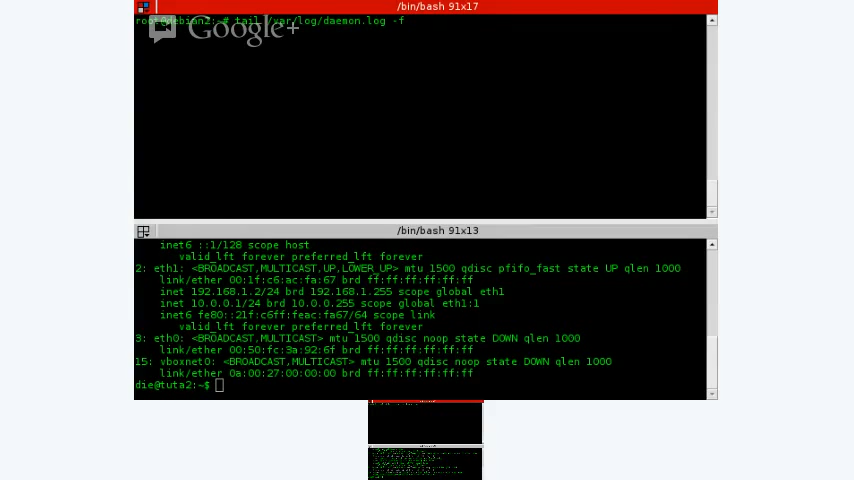 /bin/bash 91x17
root@debian2:~# tail /var/log/daemon.log -f
Google+
/bin/bash 91x13
inet6 ::1/128 scope host
valid_lft forever preferred_lft forever
2: eth1: <BROADCAST,MULTICAST,UP,LOWER_UP> mtu 1500 qdisc pfifo_fast state UP qlen 1000
link/ether 00:1f:c6:ac:fa:67 brd ff:ff:ff:ff:ff:ff
inet 192.168.1.2/24 brd 192.168.1.255 scope global eth1
inet 10.0.0.1/24 brd 10.0.0.255 scope global eth1:1
inet6 fe80::21f:c6ff:feac:fa67/64 scope link
valid_lft forever preferred_lft forever
3: eth0: <BROADCAST,MULTICAST> mtu 1500 qdisc noop state DOWN qlen 1000
link/ether 00:50:fc:3a:92:6f brd ff:ff:ff:ff:ff:ff
15: vboxnet0: <BROADCAST,MULTICAST> mtu 1500 qdisc noop state DOWN qlen 1000
link/ether 0a:00:27:00:00:00 brd ff:ff:ff:ff:ff:ff
die@tuta2:~$